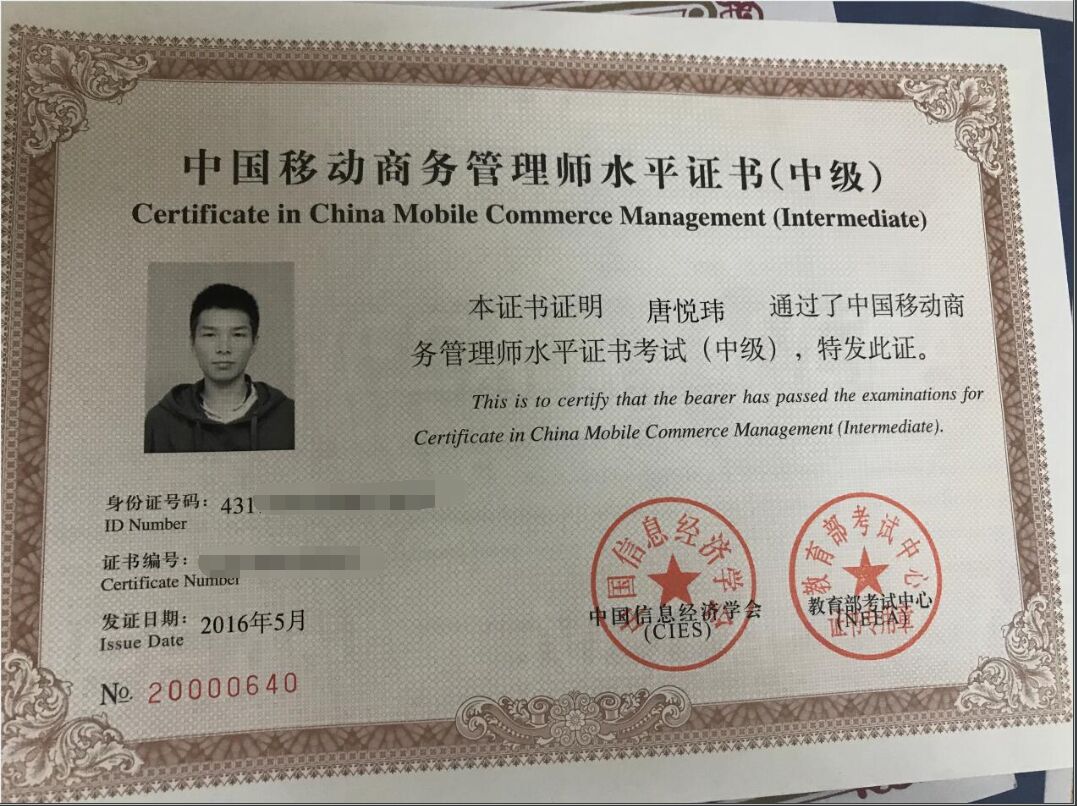 中国移动商务管理师水平证书(中级)
Certificate in China Mobile Commerce Management (Intermediate)
本证书证明 唐悦玮 通过了中国移动商
务管理师水平证书考试（中级），特发此证。
This is to certify that the bearer has passed the examinations for
Certificate in China Mobile Commerce Management (Intermediate).
身份证号码： 431
ID Number
证书编号：
Certificate Number
发证日期： 2016年5月
Issue Date
No. 20000640
中国信息经济学会
中国信息经济学会
(CIES)
教育部考试中心
教育部考试中心
(NEEA)
证书专用章